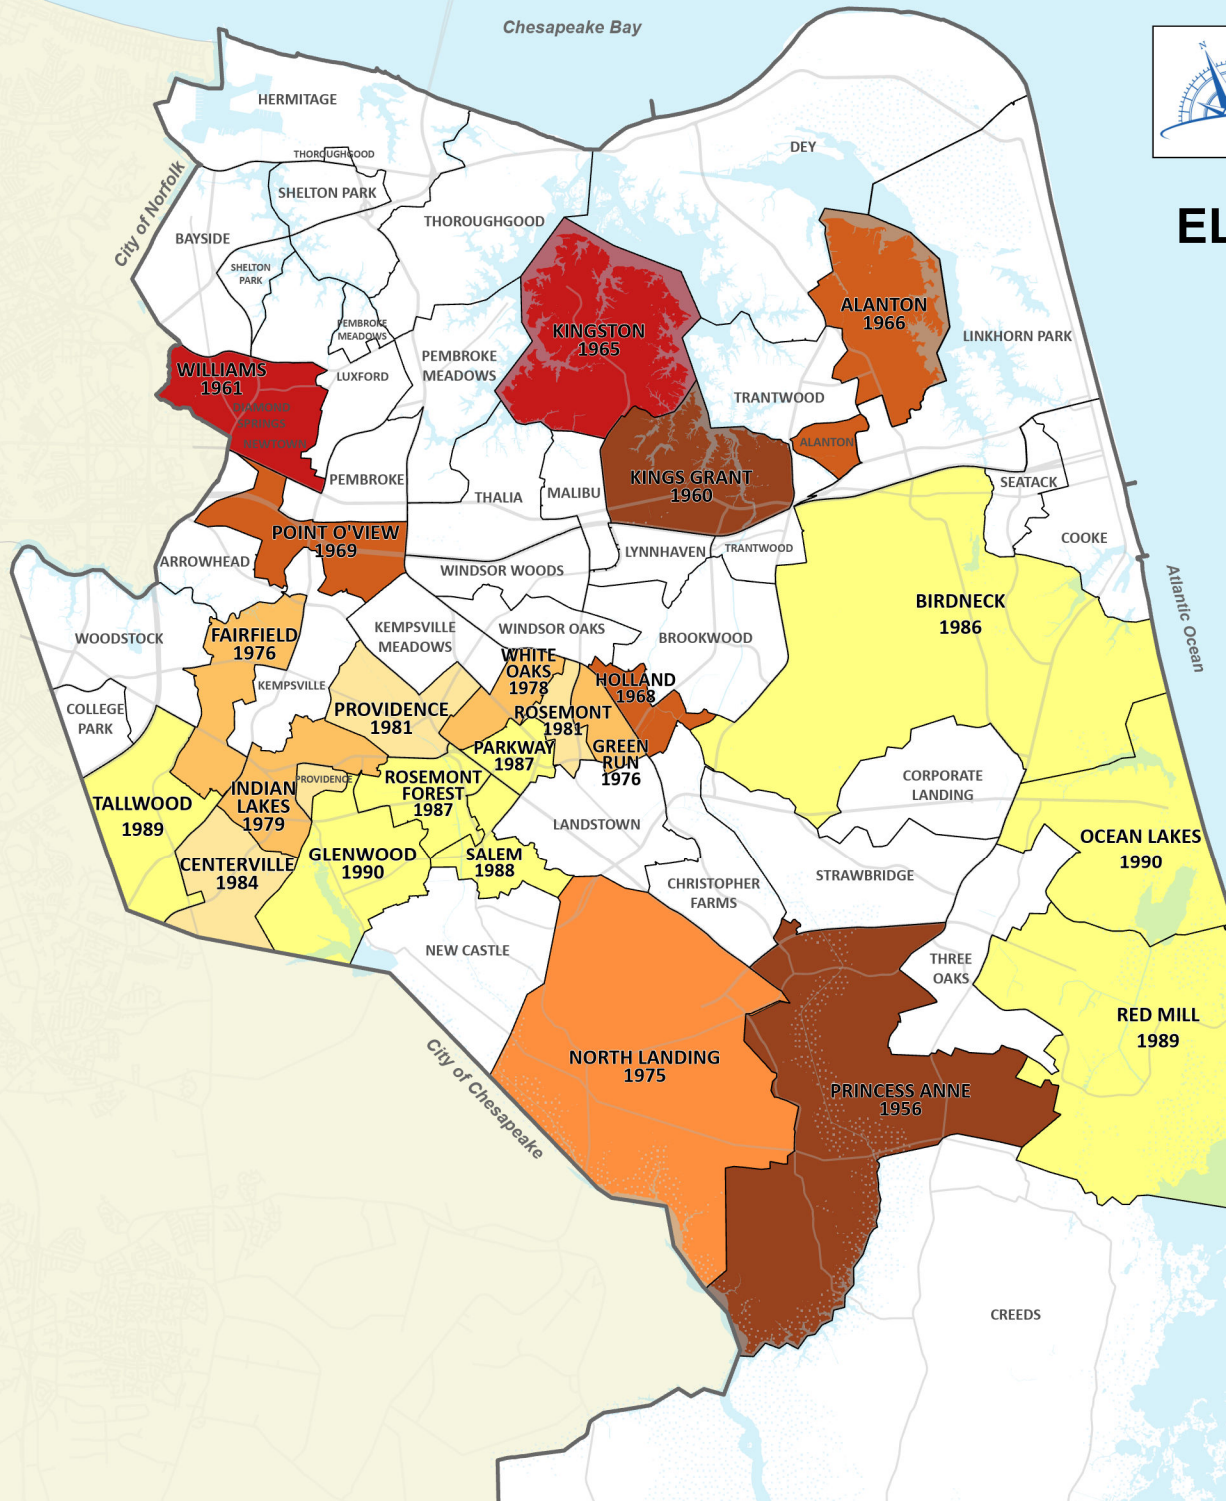 Chesapeake Bay
N
HERMITAGE
DEY
THOROUGHGOOD
SHELTON PARK
City of Norfolk
THOROUGHGOOD
EL
BAYSIDE
SHELTON
PARK
ALANTON
1966
PEMBROKE
MEADOWS
KINGSTON
1965
LINKHORN PARK
PEMBROKE
MEADOWS
WILLIAMS
1961
LUXFORD
TRANTWOOD
DIAMOND
SPRINGS
NEWTOWN
ALANTON
PEMBROKE
KINGS GRANT
1960
SEATACK
THALIA
MALIBU
POINT O'VIEW
1969
COOKE
LYNNHAVEN
TRANTWOOD
ARROWHEAD
WINDSOR WOODS
Atlantic Ocean
BIRDNECK
1986
WOODSTOCK
FAIRFIELD
1976
KEMPSVILLE
MEADOWS
WINDSOR OAKS
BROOKWOOD
WHITE
OAKS
1978
KEMPSVILLE
HOLLAND
1968
COLLEGE
PARK
PROVIDENCE
1981
ROSEMONT
1981
PARKWAY
1987
GREEN
RUN
1976
PROVIDENCE
ROSEMONT
FOREST
1987
CORPORATE
LANDING
TALLWOOD
1989
INDIAN
LAKES
1979
LANDSTOWN
OCEAN LAKES
1990
CENTERVILLE
1984
GLENWOOD
1990
SALEM
1988
STRAWBRIDGE
CHRISTOPHER
FARMS
NEW CASTLE
THREE
OAKS
RED MILL
1989
City of Chesapeake
NORTH LANDING
1975
PRINCESS ANNE
1956
CREEDS